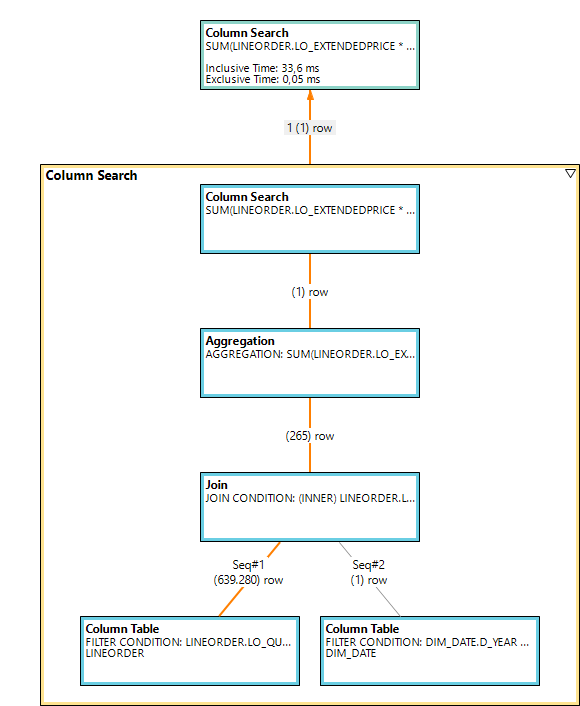 Column Search
SUM(LINEORDER.LO_EXTENDEDPRICE * ...
Inclusive Time: 33,6 ms
Exclusive Time: 0,05 ms
1 (1) row
Column Search
Column Search
SUM(LINEORDER.LO_EXTENDEDPRICE * ...
(1) row
Aggregation
AGGREGATION: SUM(LINEORDER.LO_EX...
(265) row
Join
JOIN CONDITION: (INNER) LINEORDER.L...
Seq#1
(639.280) row
Seq#2
(1) row
Column Table
FILTER CONDITION: LINEORDER.LO_QU...
LINEORDER
Column Table
FILTER CONDITION: DIM_DATE.D_YEAR ...
DIM_DATE